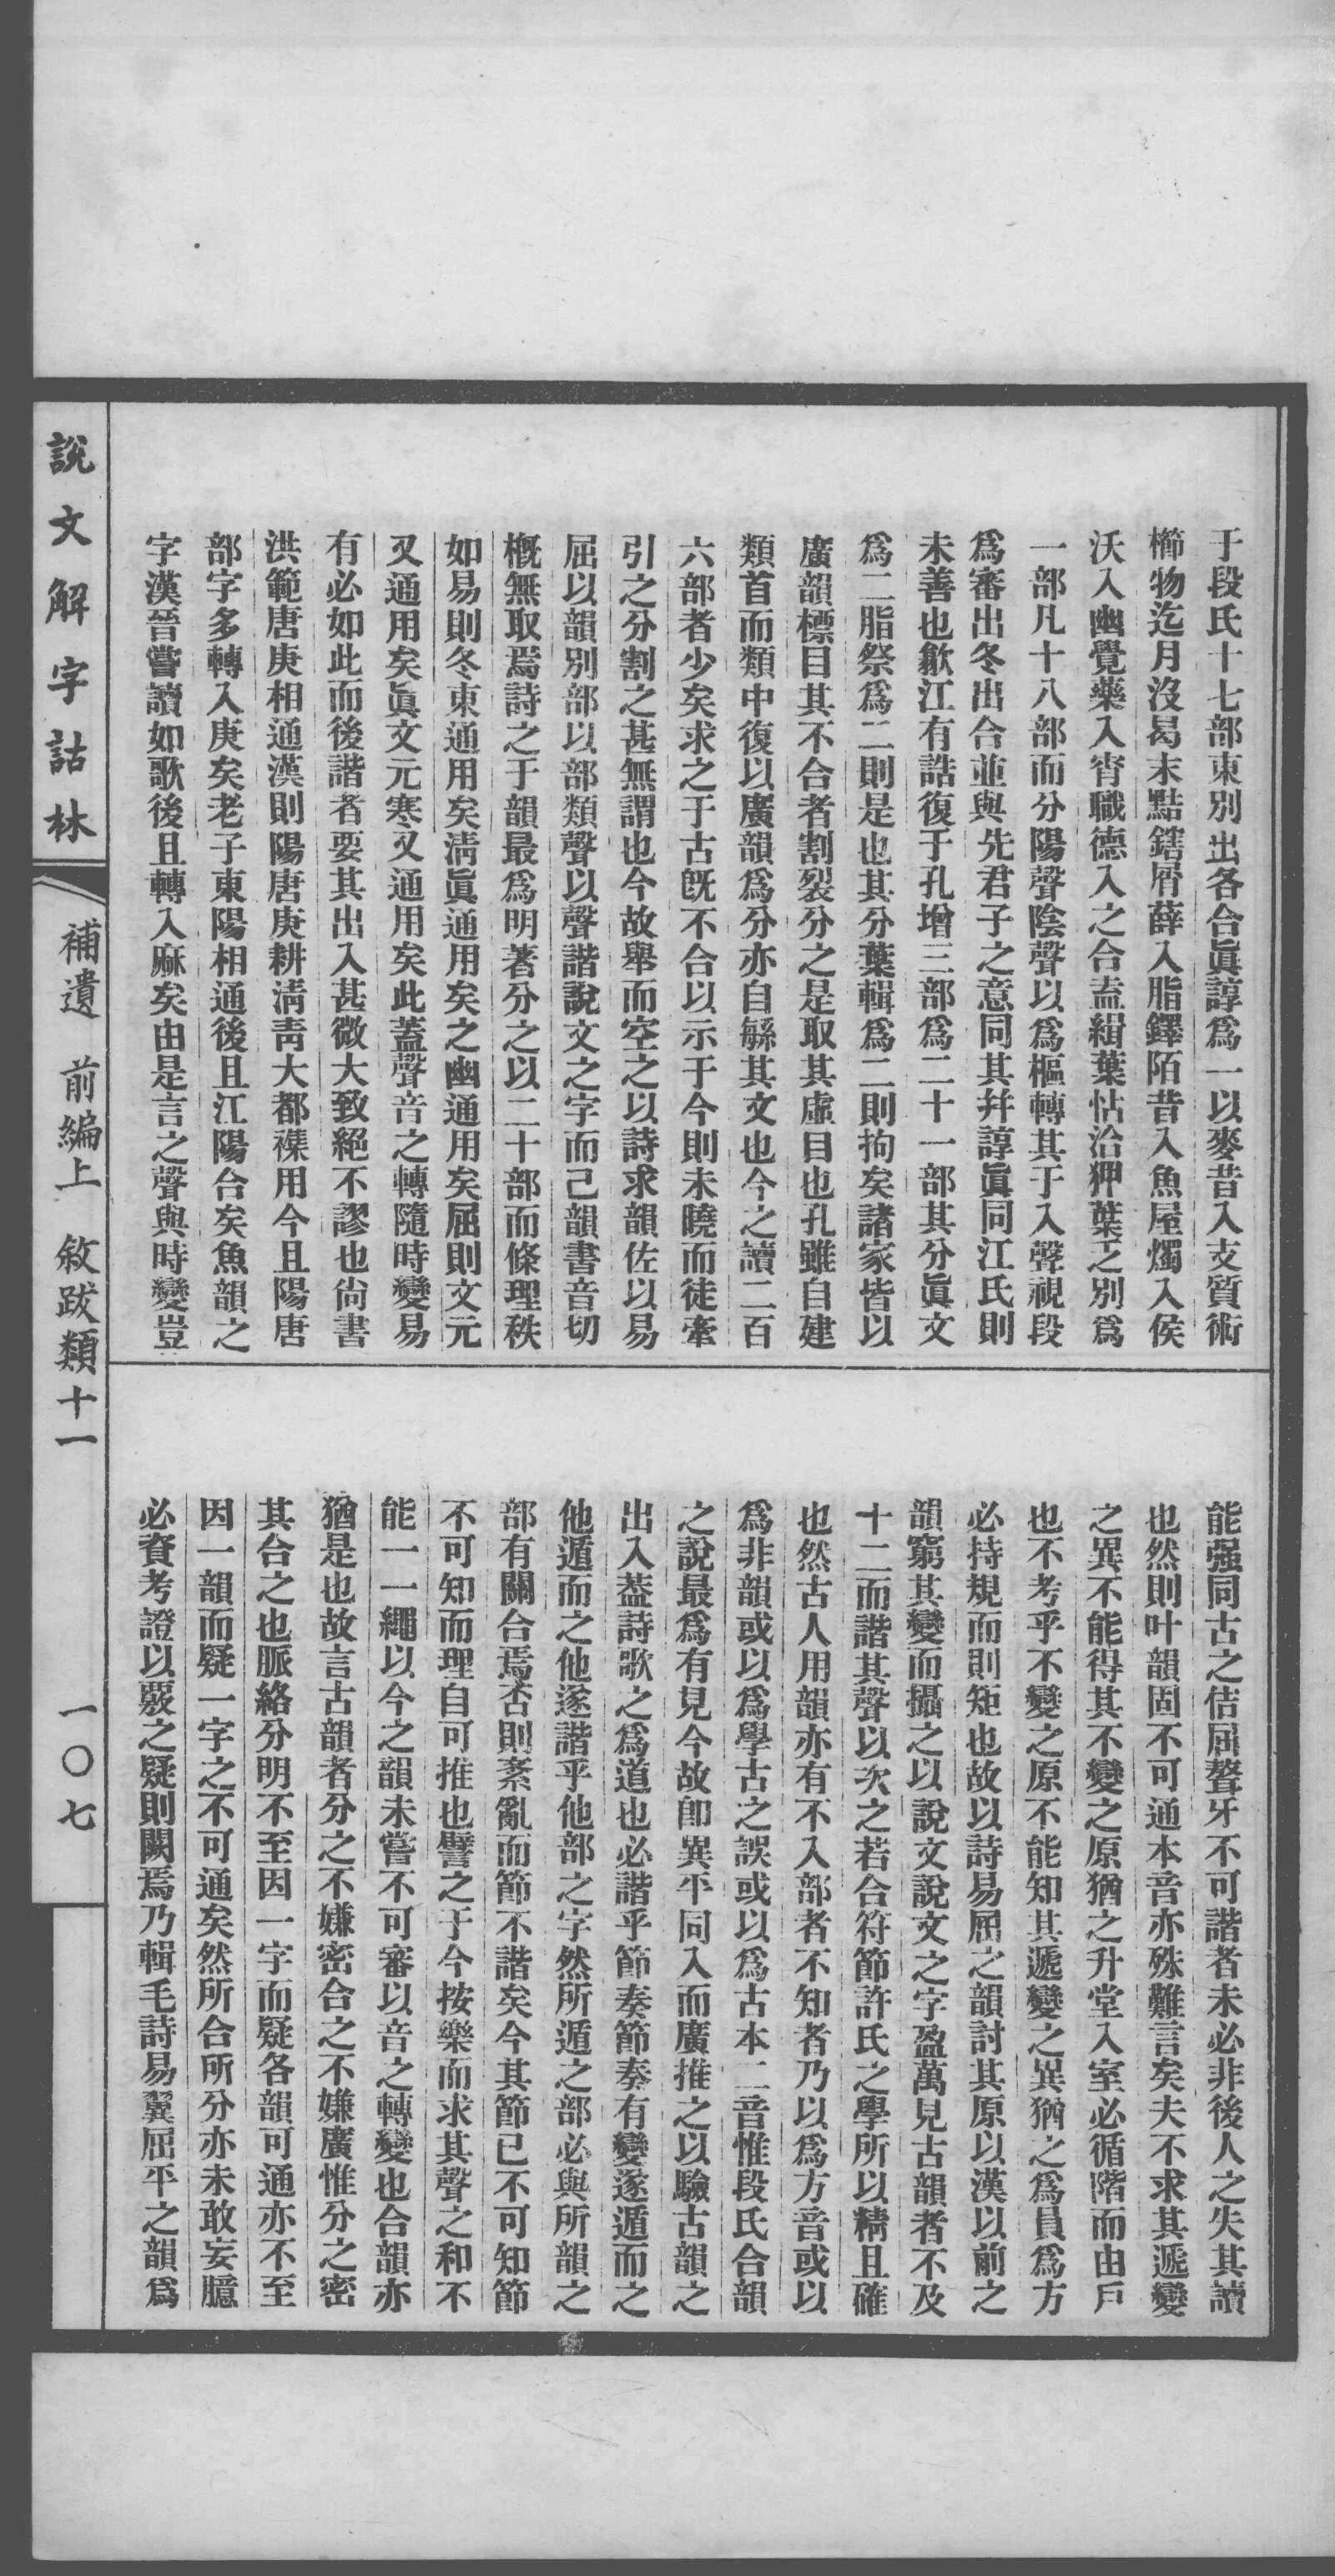 于段氏十七部東別出各合眞諄爲一以麥昔入支質術
櫛物迄月沒曷末黠鎋屑薛入脂鐸陌昔入魚屋燭入侯
沃入幽覺藥入宵職德入之合盍緝葉怗洽狎葉之別爲
一部凡十八部而分陽聲陰聲以爲樞轉其于入聲視段
爲審出冬出合並與先君子之意同其幷諄眞同江氏則
未善也歙江有誥復于孔增三部爲二十一部其分眞文
爲二脂祭爲二則是也其分葉輯爲二則拘矣諸家皆以
廣韻標目其不合者割裂分之是取其虛目也孔雖自建
類首而類中復以廣韻爲分亦自緐其文也今之讀二百
六部者少矣求之于古旣不合以示于今則未曉而徒牽
引之分割之甚無謂也今故舉而空之以詩求韻佐以易
屈以韻別部以部類聲以聲諧說文之字而已韻書音切
槪無取焉詩之于韻最爲明著分之以二十部而條理秩
如易則冬東通用矣淸眞通用矣之幽通用矣屈則文元
又通用矣眞文元寒又通用矣此蓋聲音之轉隨時變易
有必如此而後諧者要其出入甚微大致絕不謬也尙書
洪範唐庚相通漢則陽唐庚耕淸靑大都襍用今且陽唐
部字多轉入庚矣老子東陽相通後且江陽合矣魚韻之
字漢晉嘗讀如歌後且轉入麻矣由是言之聲與時變豈
能强同古之佶屈聱牙不可諧者未必非後人之失其讀
也然則叶韻固不可通本音亦殊難言矣夫不求其遞變
之異不能得其不變之原猶之升堂入室必循階而由戶
也不考乎不變之原不能知其遞變之異猶之爲員爲方
必持規而則矩也故以詩易屈之韻討其原以漢以前之
韻窮其變而攝之以說文說文之字盈萬見古韻者不及
十二而諧其聲以次之若合符節許氏之學所以精且確
也然古人用韻亦有不入部者不知者乃以爲方音或以
爲非韻或以爲學古之誤或以爲古本二音惟段氏合韻
之說最爲有見今故卽異平同入而廣推之以驗古韻之
出入葢詩歌之爲道也必諧乎節奏節奏有變遂遁而之
他遁而之他遂諧乎他部之字然所遁之部必與所韻之
部有關合焉否則紊亂而節不諧矣今其節已不可知節
不可知而理自可推也譬之于今按樂而求其聲之和不
能一一繩以今之韻未嘗不可審以音之轉變也合韻亦
猶是也故言古韻者分之不嫌密合之不嫌廣惟分之密
其合之也脈絡分明不至因一字而疑各韻可通亦不至
因一韻而疑一字之不可通矣然所合所分亦未敢妄臆
必資考證以覈之疑則闕焉乃輯毛詩易翼屈平之韻爲
說文解字詁林
補遺 前編上 敘跋類十一 一〇七